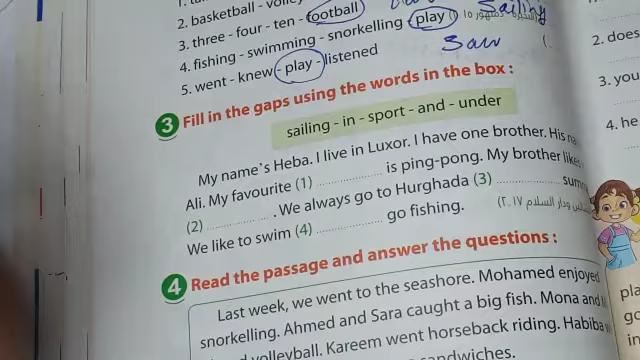 2. basketball - volley
3. three - four - ten - football
4. fishing - swimming - snorkelling - play
Sailing
5. went - knew - play - listened
Saw
3 Fill in the gaps using the words in the box :
sailing - in - sport - and - under
My name's Heba. I live in Luxor. I have one brother. His
Ali. My favourite (1) .................... is ping-pong. My brother likes
(2) .................... . We always go to Hurghada (3) .................... summ
We like to swim (4) .................... go fishing.
4 Read the passage and answer the questions :
Last week, we went to the seashore. Mohamed enjoyed
snorkelling. Ahmed and Sara caught a big fish. Mona and
volleyball. Kareem went horseback riding. Habiba
sandwiches.
2. does
3. you
4. he
pla
go
in